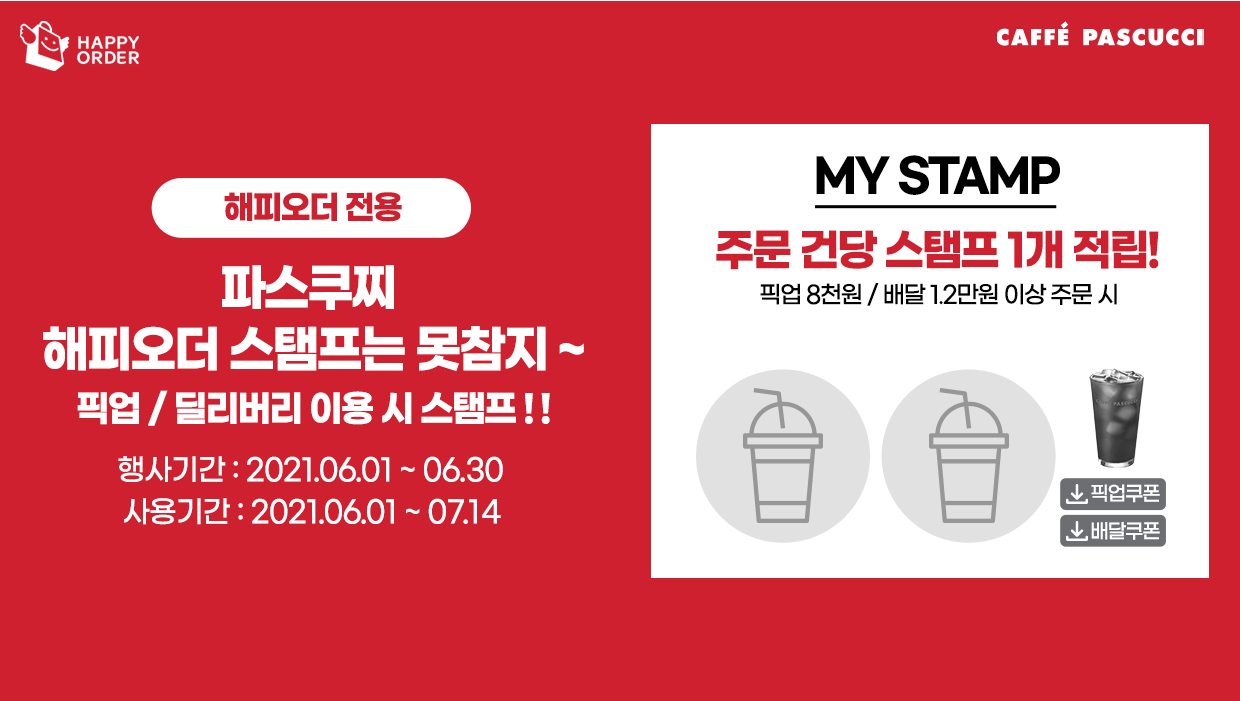 HAPPY
ORDER
CAFFÉ PASCUCCI
해피오더 전용
파스쿠찌
해피오더 스탬프는 못참지 ~
픽업 / 딜리버리 이용 시 스탬프 ! !
행사기간 : 2021.06.01 ~ 06.30
사용기간 : 2021.06.01 ~ 07.14
MY STAMP
주문 건당 스탬프 1개 적립!
픽업 8천원 / 배달 1.2만원 이상 주문 시
CAFFÉ PASCUCCI
픽업쿠폰
배달쿠폰